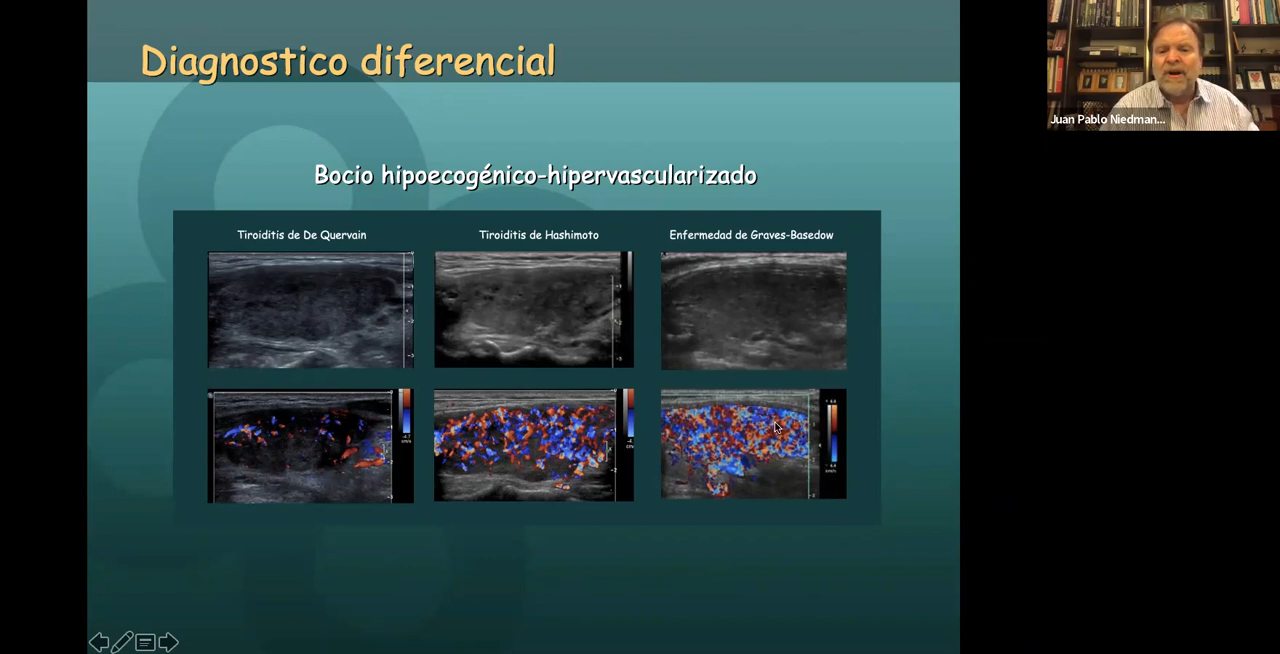 Diagnostico diferencial
Juan Pablo Niedman...
Bocio hipoecogénico-hipervascularizado
Tiroiditis de De Quervain
Tiroiditis de Hashimoto
Enfermedad de Graves-Basedow